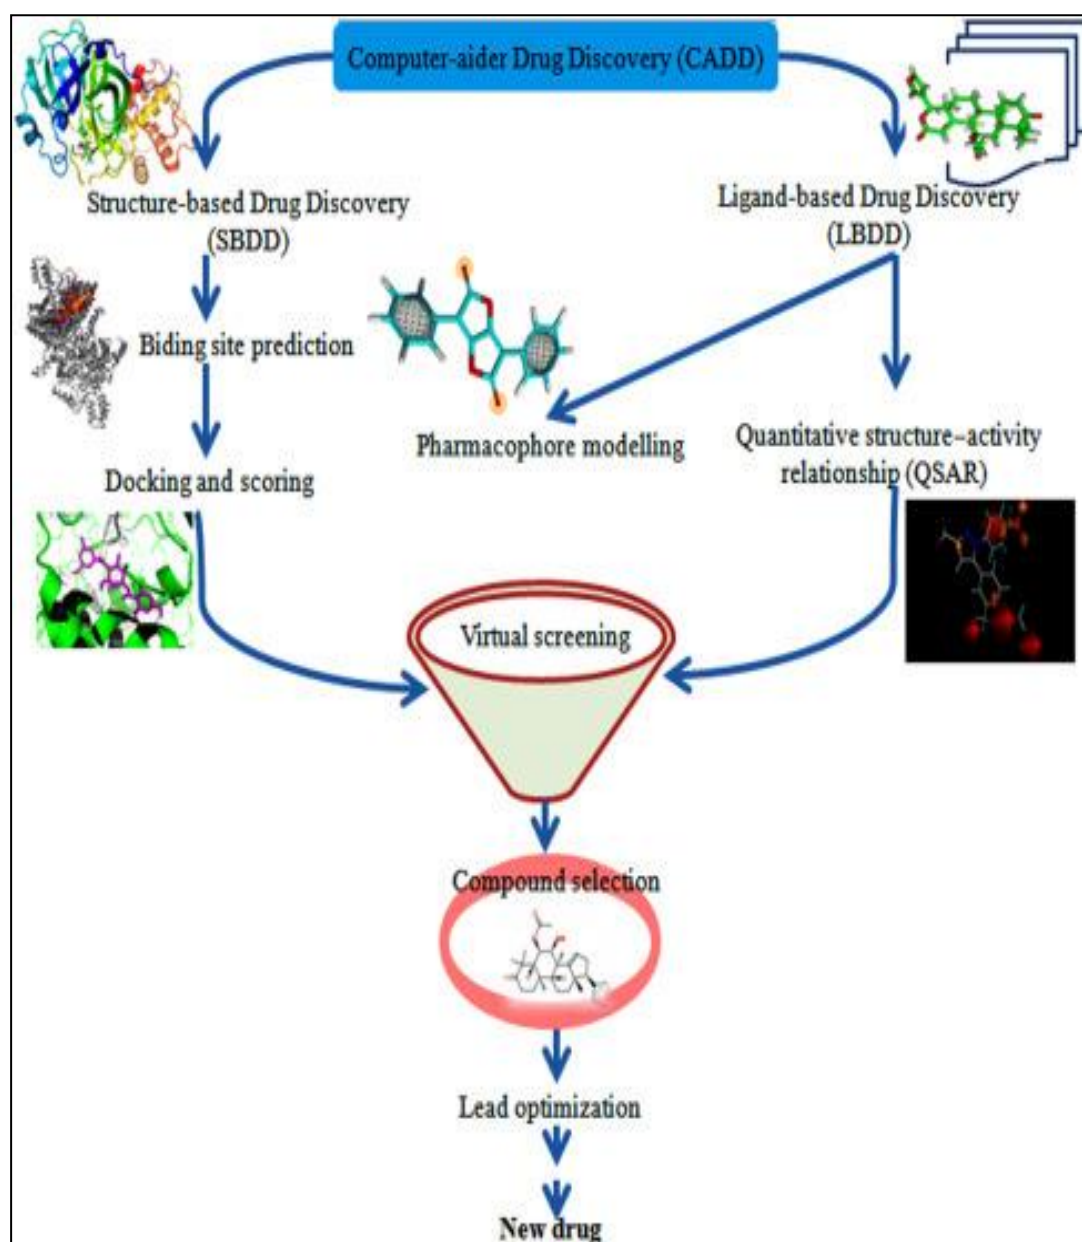 Computer-aider Drug Discovery (CADD)
Structure-based Drug Discovery
(SBDD)
Ligand-based Drug Discovery
(LBDD)
Biding site prediction
Pharmacophore modelling
Quantitative structure–activity
relationship (QSAR)
Docking and scoring
Virtual screening
Compound selection
Lead optimization
New drug